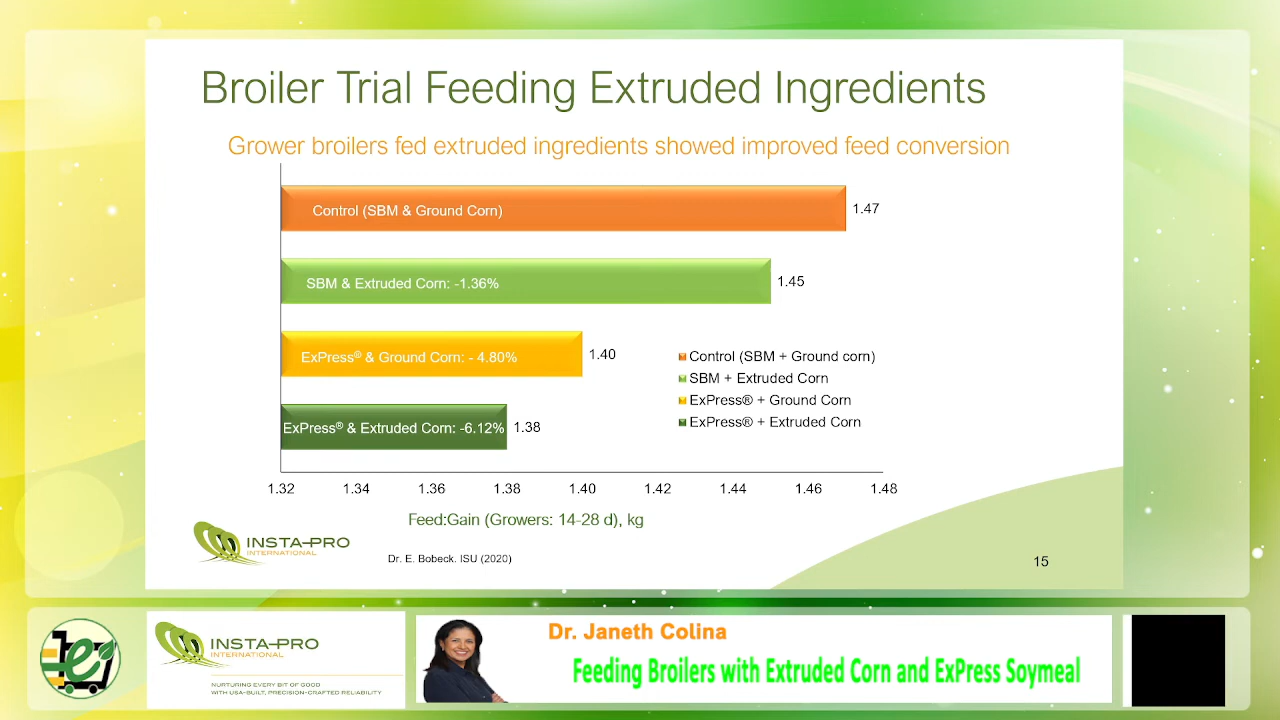 Broiler Trial Feeding Extruded Ingredients
Grower broilers fed extruded ingredients showed improved feed conversion
Control (SBM & Ground Corn)
1.47
SBM & Extruded Corn: -1.36%
1.45
ExPress® & Ground Corn: - 4.80%
1.40
ExPress® & Extruded Corn: -6.12%
1.38
Control (SBM + Ground corn)
SBM + Extruded Corn
ExPress® + Ground Corn
ExPress® + Extruded Corn
1.32 1.34 1.36 1.38 1.40 1.42 1.44 1.46 1.48
Feed:Gain (Growers: 14-28 d), kg
INSTA-PRO
INTERNATIONAL
Dr. E. Bobeck. ISU (2020)
15
e
INSTA-PRO
INTERNATIONAL
NURTURING EVERY BIT OF GOOD
WITH USA-BUILT, PRECISION-CRAFTED RELIABILITY
Dr. Janeth Colina
Feeding Broilers with Extruded Corn and ExPress Soymeal